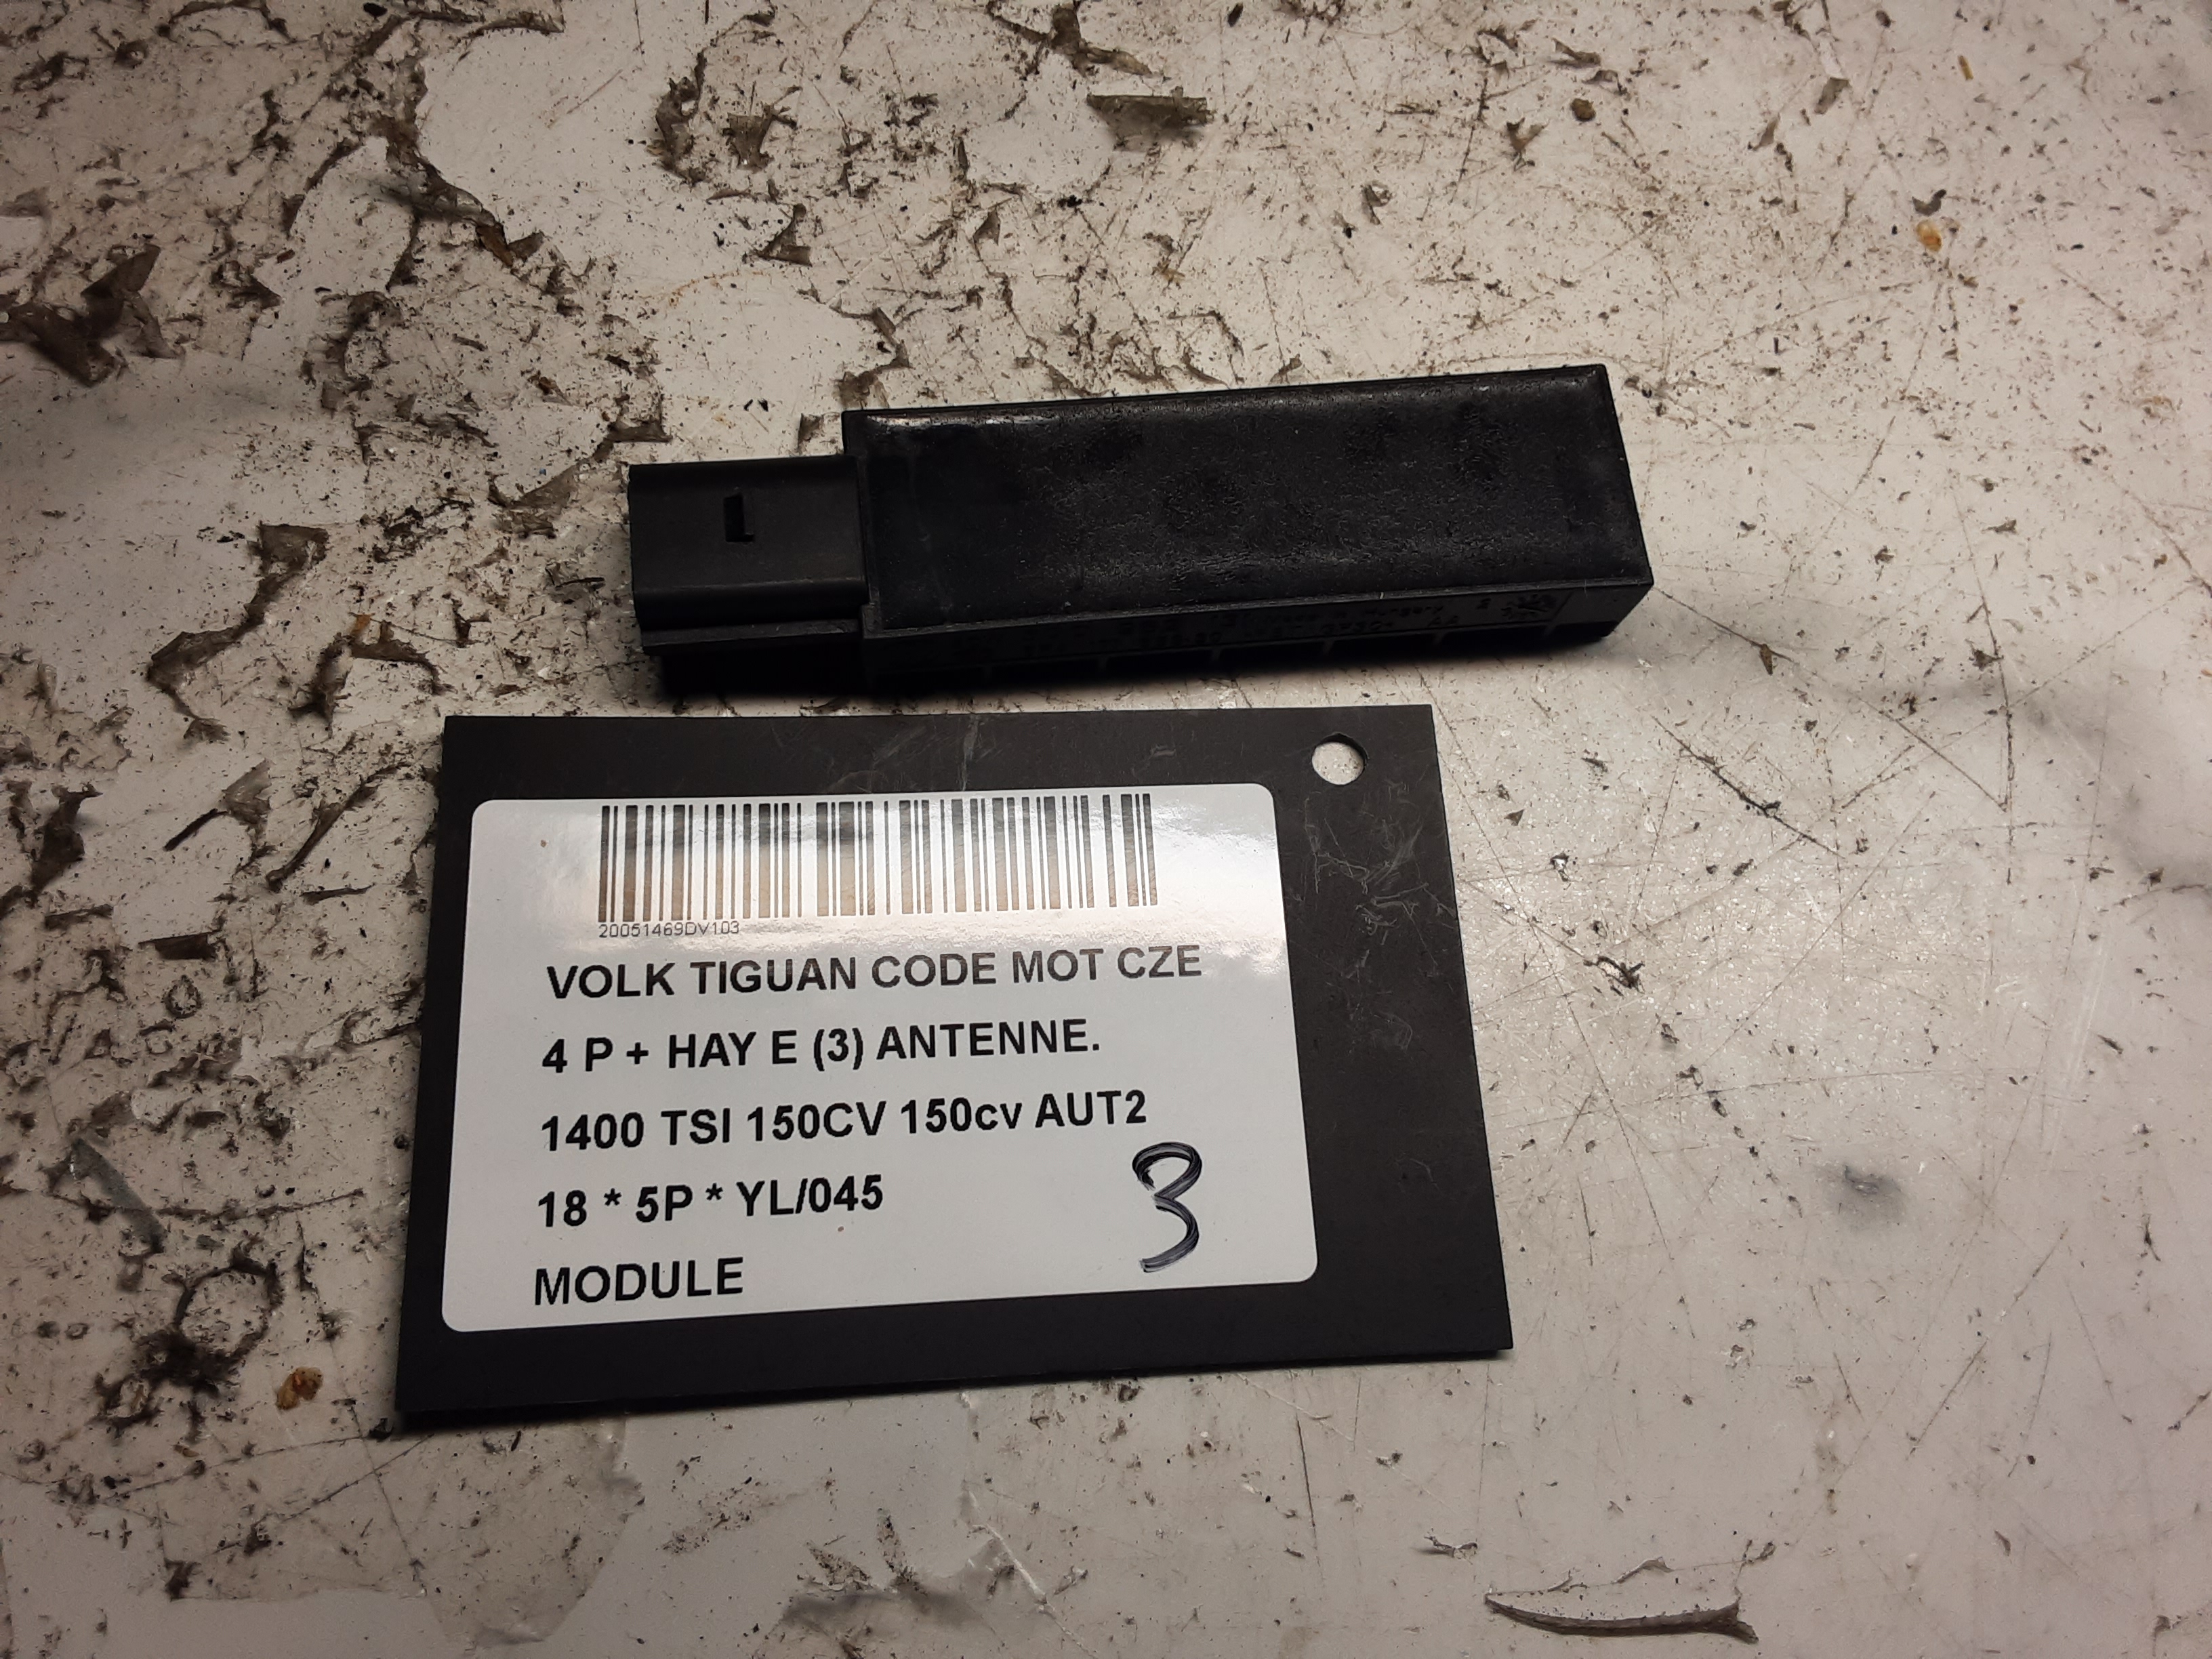 20051469DV103
VOLK TIGUAN CODE MOT CZE
4 P + HAY E (3) ANTENNE.
1400 TSI 150CV 150cv AUT2
18 * 5P * YL/045
3
MODULE